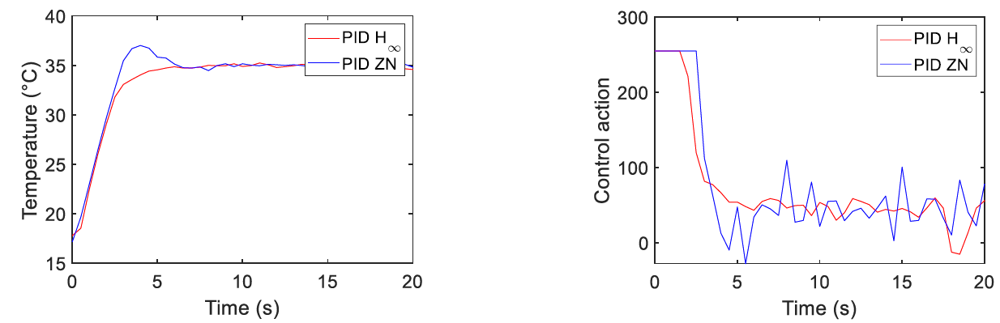 40
35
30
25
20
15
Temperature (°C)
0
5
10
15
20
Time (s)
PID H∞
PID ZN
300
200
100
0
Control action
0
5
10
15
20
Time (s)
PID H∞
PID ZN